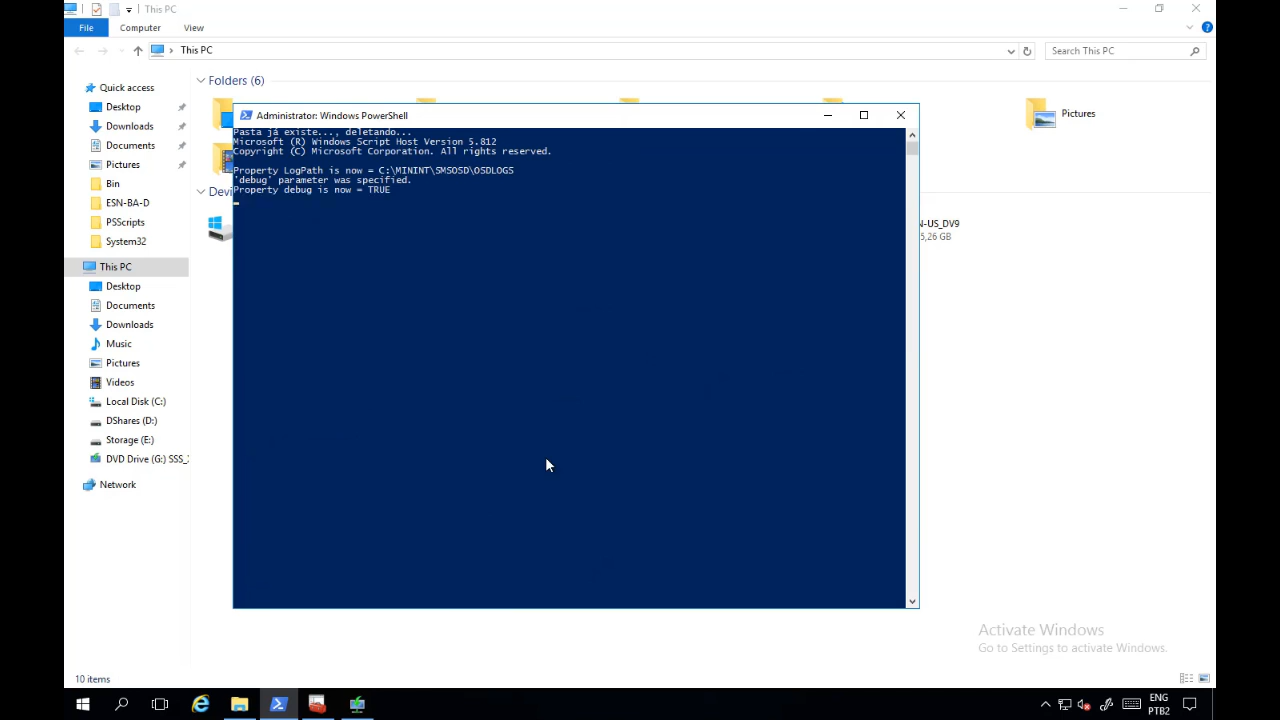 This PC
File
Computer
View
This PC
Search This PC
Quick access
Desktop
Downloads
Documents
Pictures
Bin
ESN-BA-D
PSScripts
System32
This PC
Desktop
Documents
Downloads
Music
Pictures
Videos
Local Disk (C:)
DShares (D:)
Storage (E:)
DVD Drive (G:) SSS_
Network
Folders (6)
Pictures
Administrator: Windows PowerShell
Pasta já existe..., deletando...
Microsoft (R) Windows Script Host Version 5.812
Copyright (C) Microsoft Corporation. All rights reserved.
Property LogPath is now = C:\MININT\SMSOSD\OSDLOGS
'debug' parameter was specified.
Property debug is now = TRUE
N-US_DV9
5,26 GB
Activate Windows
Go to Settings to activate Windows.
10 items
ENG
PTB2